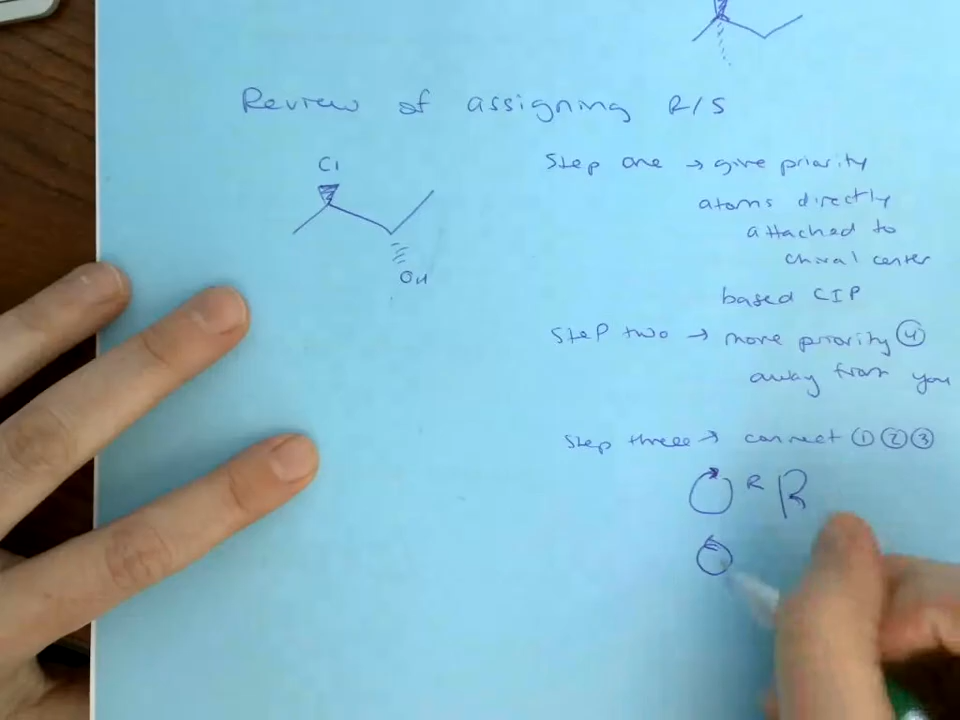 Review of assigning R/S
Cl
OH
Step one → give priority
atoms directly
attached to
chiral center
based CIP
Step two → move priority ④
away from you
Step three → connect ① ② ③
R R